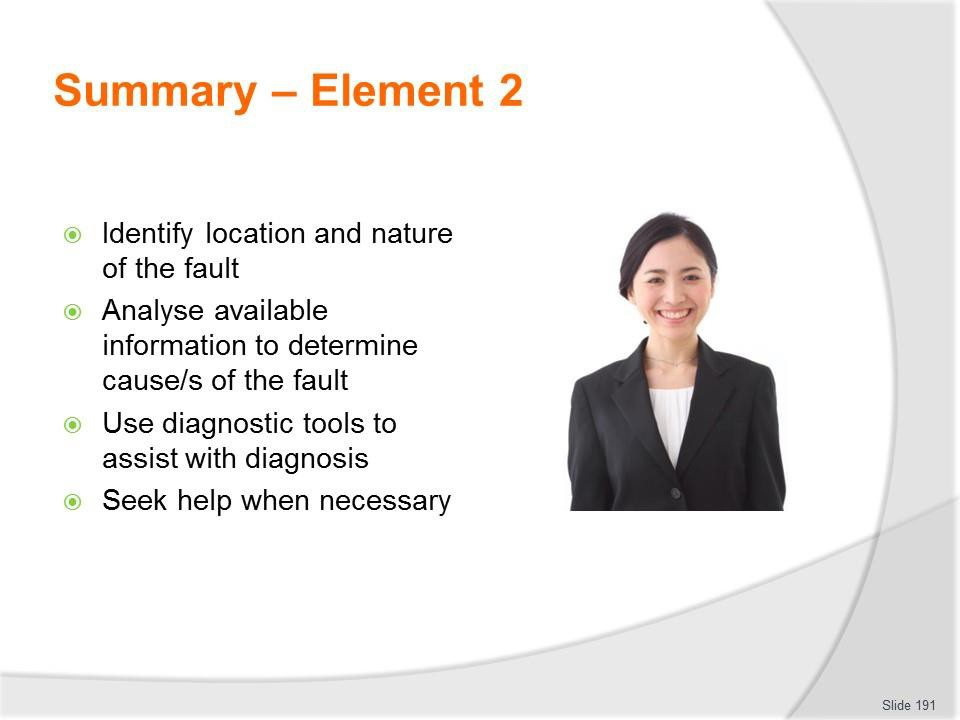 Summary – Element 2
Identify location and nature
of the fault
Analyse available
information to determine
cause/s of the fault
Use diagnostic tools to
assist with diagnosis
Seek help when necessary
Slide 191